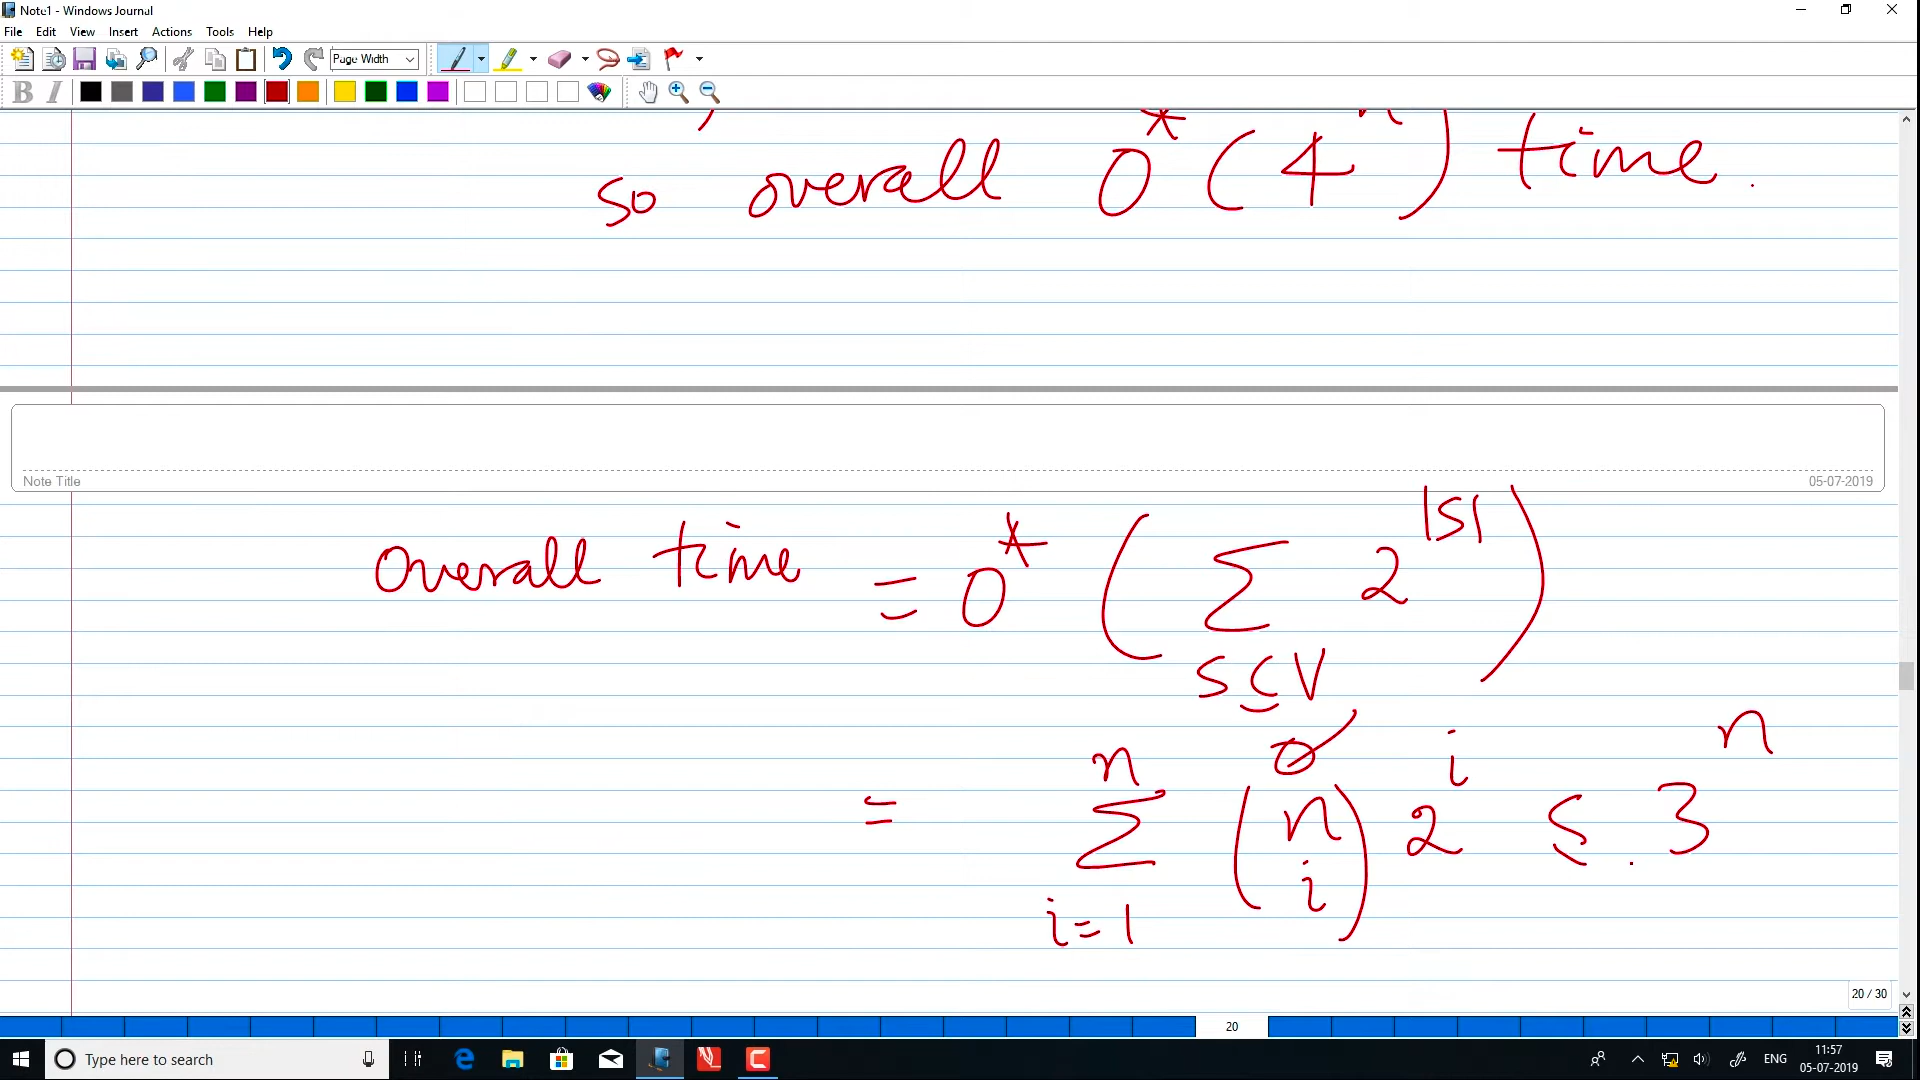 Note1 - Windows Journal
File Edit View Insert Actions Tools Help
Page Width
B I
so overall O* ( 4^n ) time.
Note Title
05-07-2019
Overall time = O* ( Σ 2^|S| )
S ⊆ V
= Σ_{i=1}^{n} (n i) 2^i ≤ 3^n
20 / 30
20
Type here to search
ENG
11:57
05-07-2019